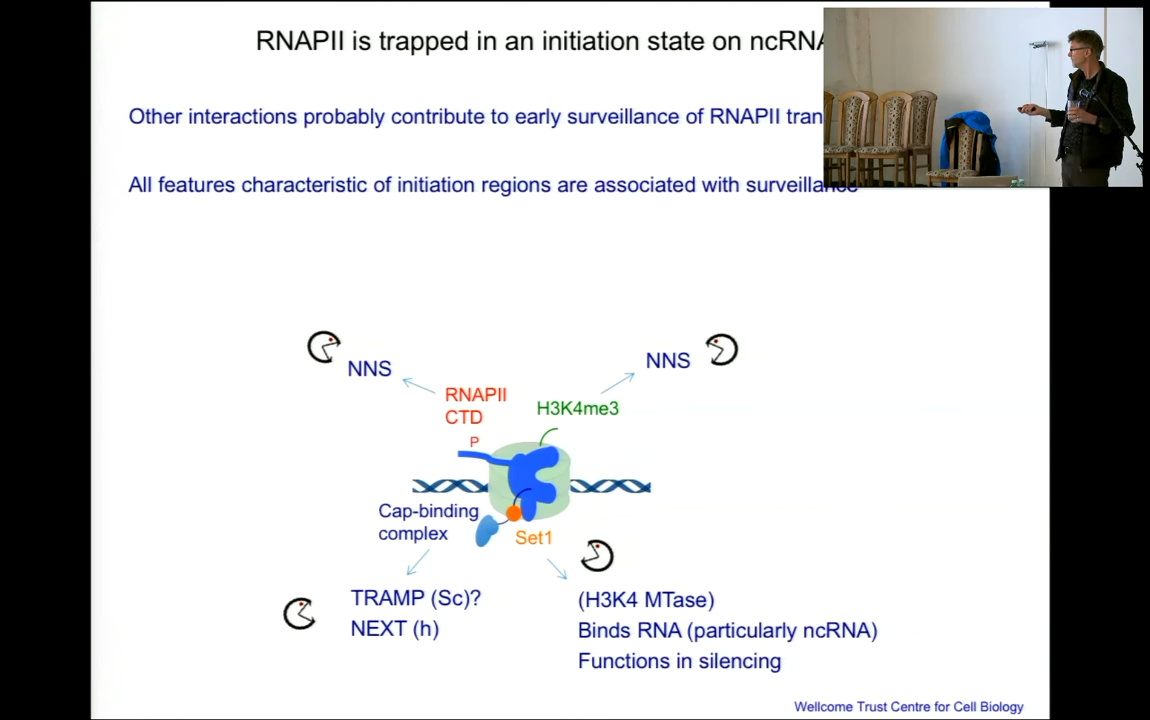 RNAPII is trapped in an initiation state on
Other interactions probably contribute to early surveillance of RNAPII
All features characteristic of initiation regions are associated with surveillance
NNS
NNS
RNAPII
CTD
H3K4me3
P
Cap-binding
complex
Set1
TRAMP (Sc)?
NEXT (h)
(H3K4 MTase)
Binds RNA (particularly ncRNA)
Functions in silencing
Wellcome Trust Centre for Cell Biology